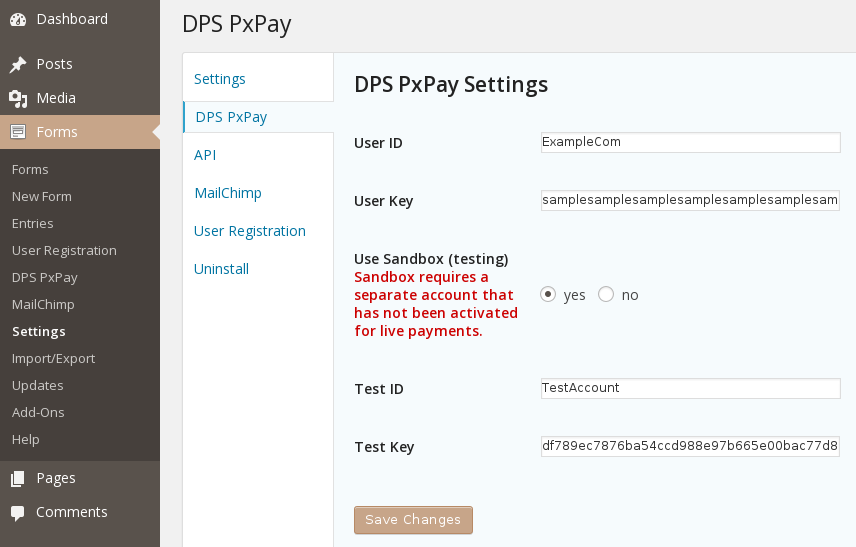 Dashboard
Posts
Media
Forms
Forms
New Form
Entries
User Registration
DPS PxPay
MailChimp
Settings
Import/Export
Updates
Add-Ons
Help
Pages
Comments
DPS PxPay
Settings
DPS PxPay
API
MailChimp
User Registration
Uninstall
DPS PxPay Settings
User ID
ExampleCom
User Key
samplesamplesamplesamplesamplesamplesam
Use Sandbox (testing)
Sandbox requires a
separate account that
has not been activated
for live payments.
yes no
Test ID
TestAccount
Test Key
df789ec7876ba54ccd988e97b665e00bac77d8
Save Changes